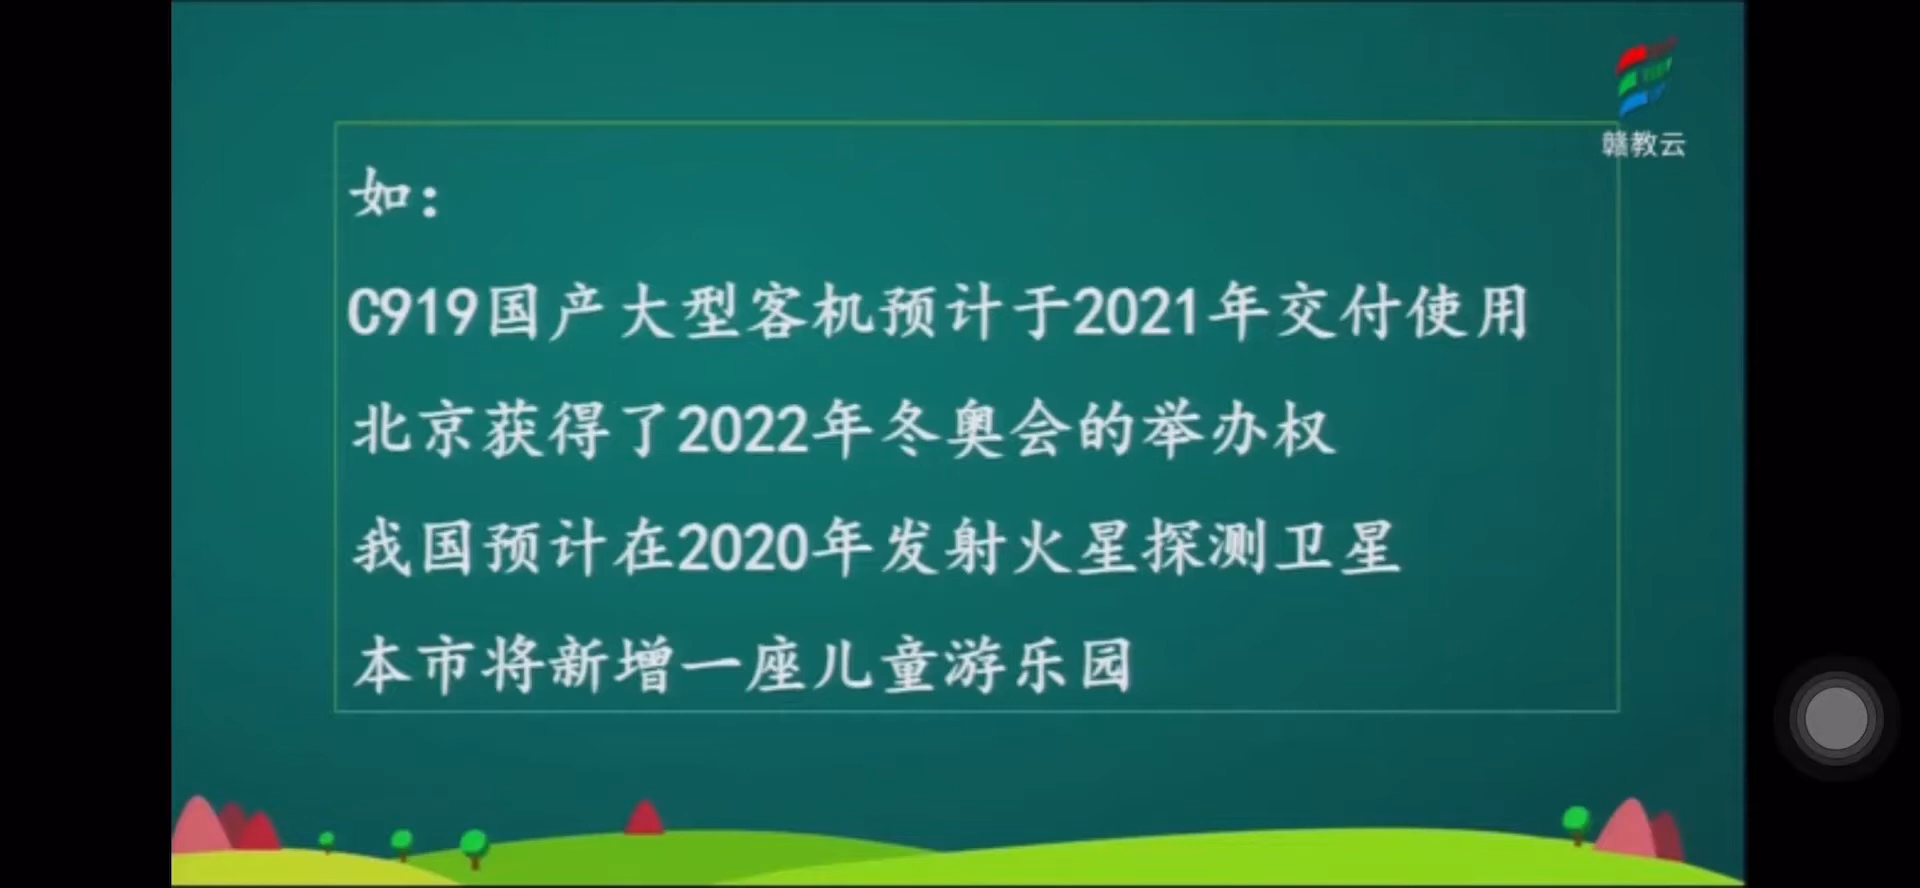 赣教云
如：
C919国产大型客机预计于2021年交付使用
北京获得了2022年冬奥会的举办权
我国预计在2020年发射火星探测卫星
本市将新增一座儿童游乐园